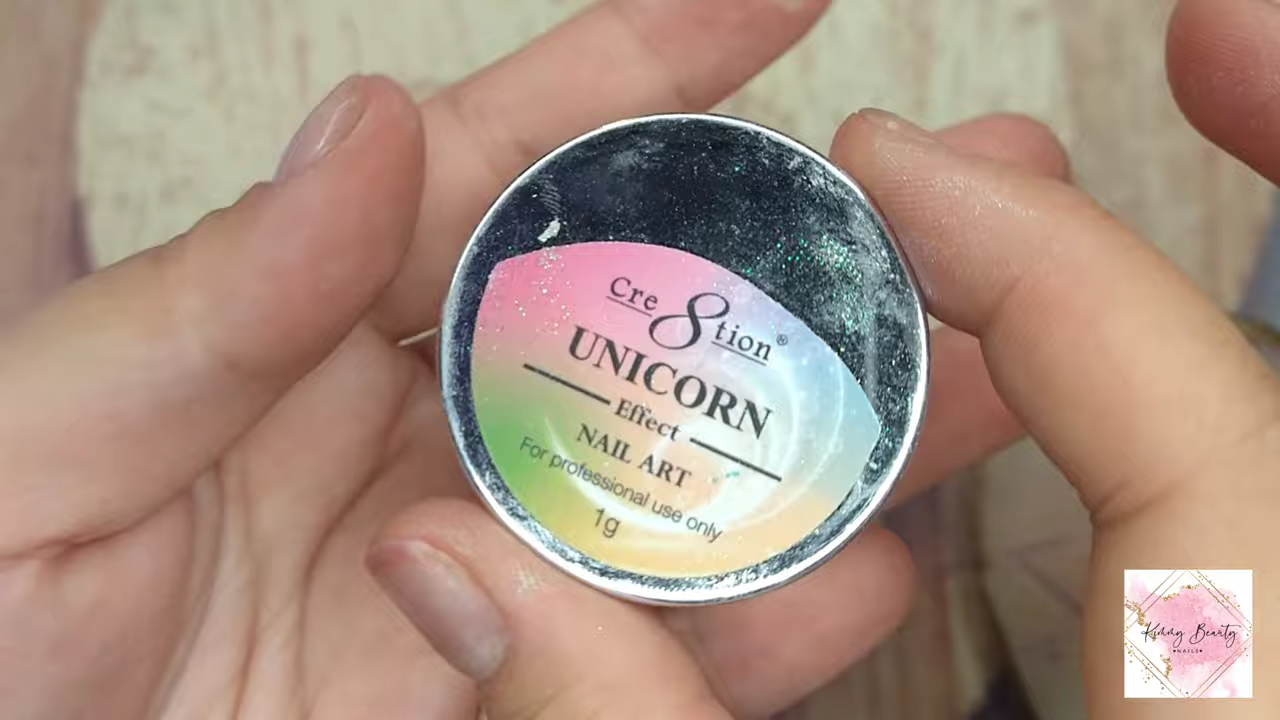 Cre8tion®
UNICORN
Effect
NAIL ART
For professional use only
1g
Kimmy Beauty
NAILS